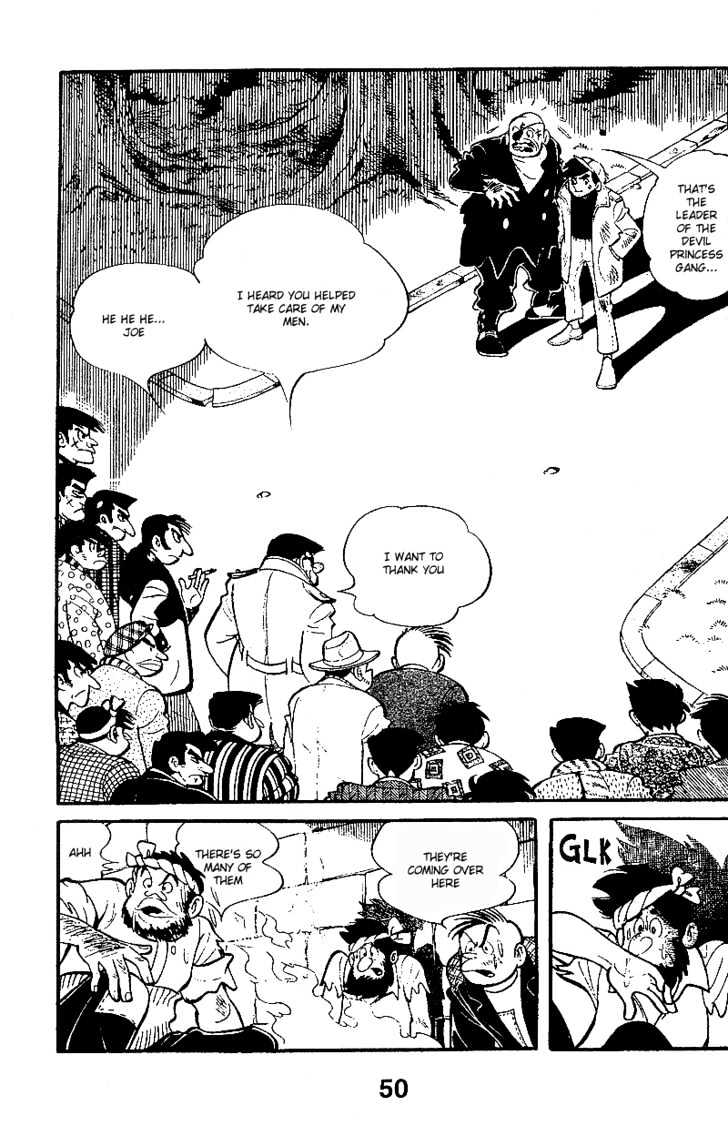 THAT'S
THE
LEADER
OF THE
DEVIL
PRINCESS
GANG...
I HEARD YOU HELPED
TAKE CARE OF MY
MEN.
HE HE HE...
JOE
I WANT TO
THANK YOU
AHH
THERE'S SO
MANY OF
THEM
THEY'RE
COMING OVER
HERE
GLK
50